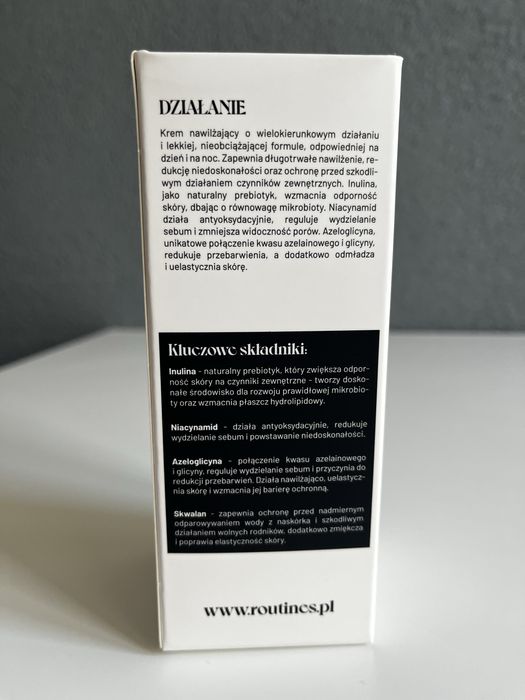 DZIAŁANIE
Krem nawilżający o wielokierunkowym działaniu
i lekkiej, nieobciążającej formule, odpowiedniej na
dzień i na noc. Zapewnia długotrwałe nawilżenie, re-
dukcję niedoskonałości oraz ochronę przed szkodli-
wym działaniem czynników zewnętrznych. Inulina,
jako naturalny prebiotyk, wzmacnia odporność
skóry, dbając o równowagę mikrobioty. Niacynamid
działa antyoksydacyjnie, reguluje wydzielanie
sebum i zmniejsza widoczność porów. Azeloglicyna,
unikatowe połączenie kwasu azelainowego i glicyny,
redukuje przebarwienia, a dodatkowo odmładza
i uelastycznia skórę.
Kluczowe składniki:
Inulina - naturalny prebiotyk, który zwiększa odpor-
ność skóry na czynniki zewnętrzne - tworzy dosko-
nałe środowisko dla rozwoju prawidłowej mikrobio-
ty oraz wzmacnia płaszcz hydrolipidowy.
Niacynamid - działa antyoksydacyjnie, redukuje
wydzielanie sebum i powstawanie niedoskonałości.
Azeloglicyna - połączenie kwasu azelainowego
i glicyny, reguluje wydzielanie sebum i przyczynia do
redukcji przebarwień. Działa nawilżająco, uelastycz-
nia skórę i wzmacnia jej barierę ochronną.
Skwalan - zapewnia ochronę przed nadmiernym
odparowywaniem wody z naskórka i szkodliwym
działaniem wolnych rodników, dodatkowo zmiękcza
i poprawia elastyczność skóry.
www.routines.pl